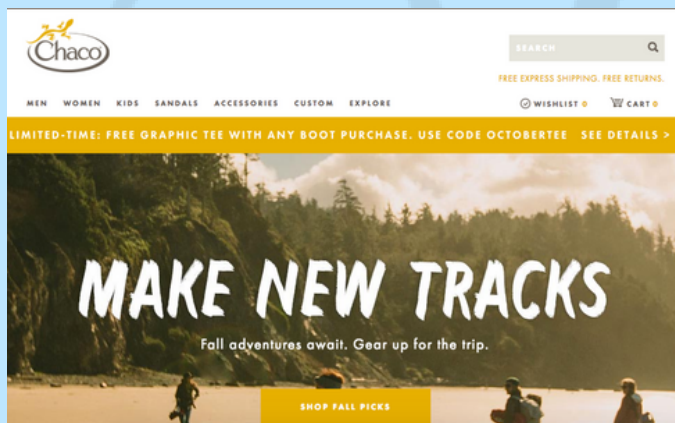 Chaco
SEARCH
FREE EXPRESS SHIPPING. FREE RETURNS.
MEN WOMEN KIDS SANDALS ACCESSORIES CUSTOM EXPLORE WISHLIST 0 CART 0
LIMITED-TIME: FREE GRAPHIC TEE WITH ANY BOOT PURCHASE. USE CODE OCTOBERTEE SEE DETAILS >
MAKE NEW TRACKS
Fall adventures await. Gear up for the trip.
SHOP FALL PICKS